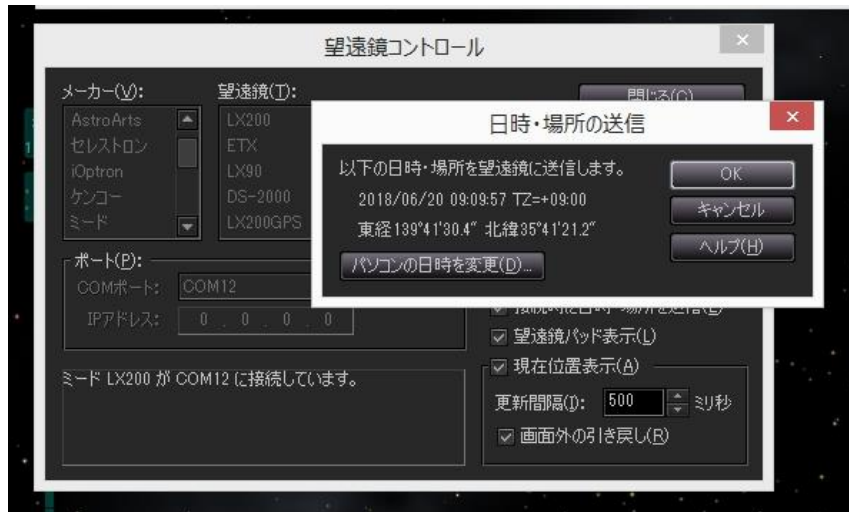 望遠鏡コントロール
メーカー(V):
AstroArts
セレストロン
iOptron
ケンコー
ミード
望遠鏡(T):
LX200
ETX
LX90
DS-2000
LX200GPS
閉じる(C)
日時・場所の送信
以下の日時・場所を望遠鏡に送信します。
2018/06/20 09:09:57 TZ=+09:00
東経139°41'30.4" 北緯35°41'21.2"
パソコンの日時を変更(D)...
OK
キャンセル
ヘルプ(H)
ポート(P):
COMポート: COM12
IPアドレス: 0 . 0 . 0 . 0
ミード LX200 が COM12 に接続しています。
望遠鏡パッド表示(L)
現在位置表示(A)
更新間隔(I): 500 ミリ秒
画面外の引き戻し(R)